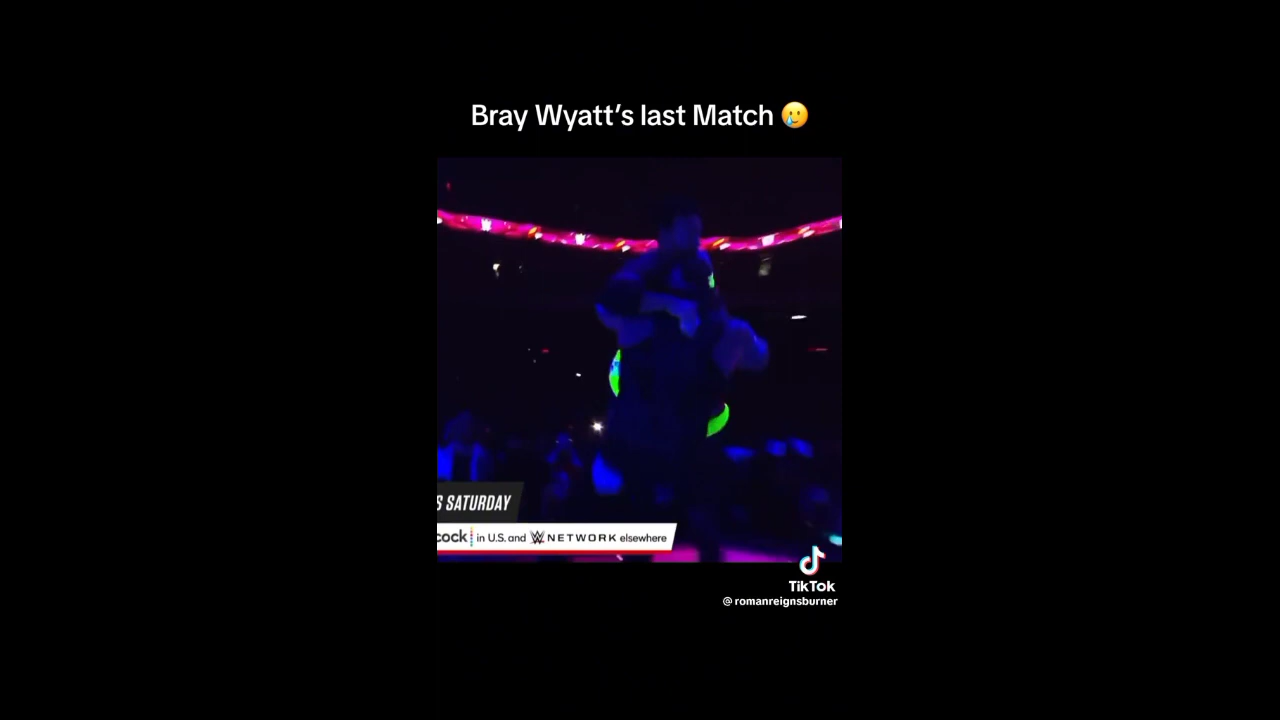 Bray Wyatt’s last Match 🥲
S SATURDAY
cock in U.S. and W NETWORK elsewhere
TikTok
@romanreignsburner